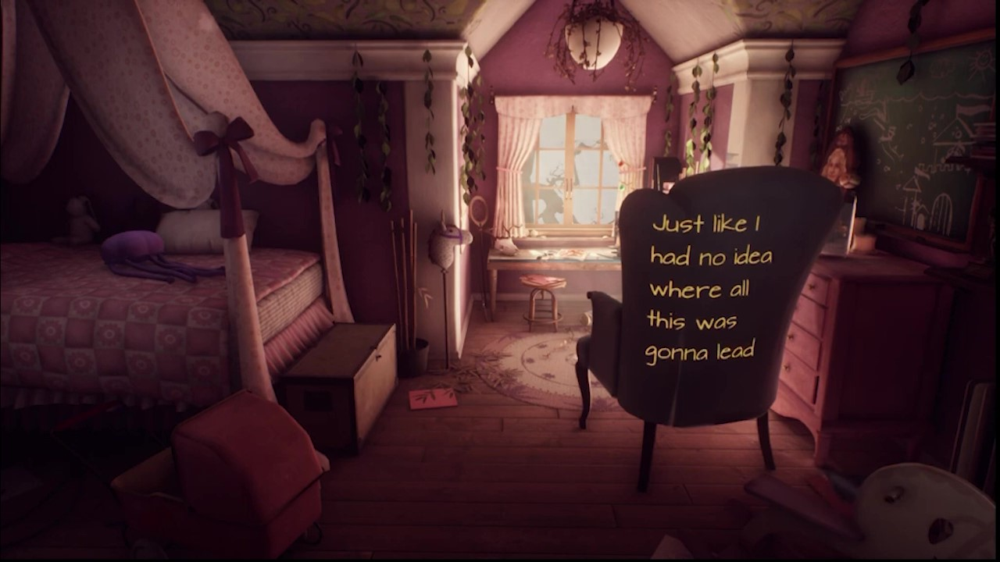 Just like I
had no idea
where all
this was
gonna lead